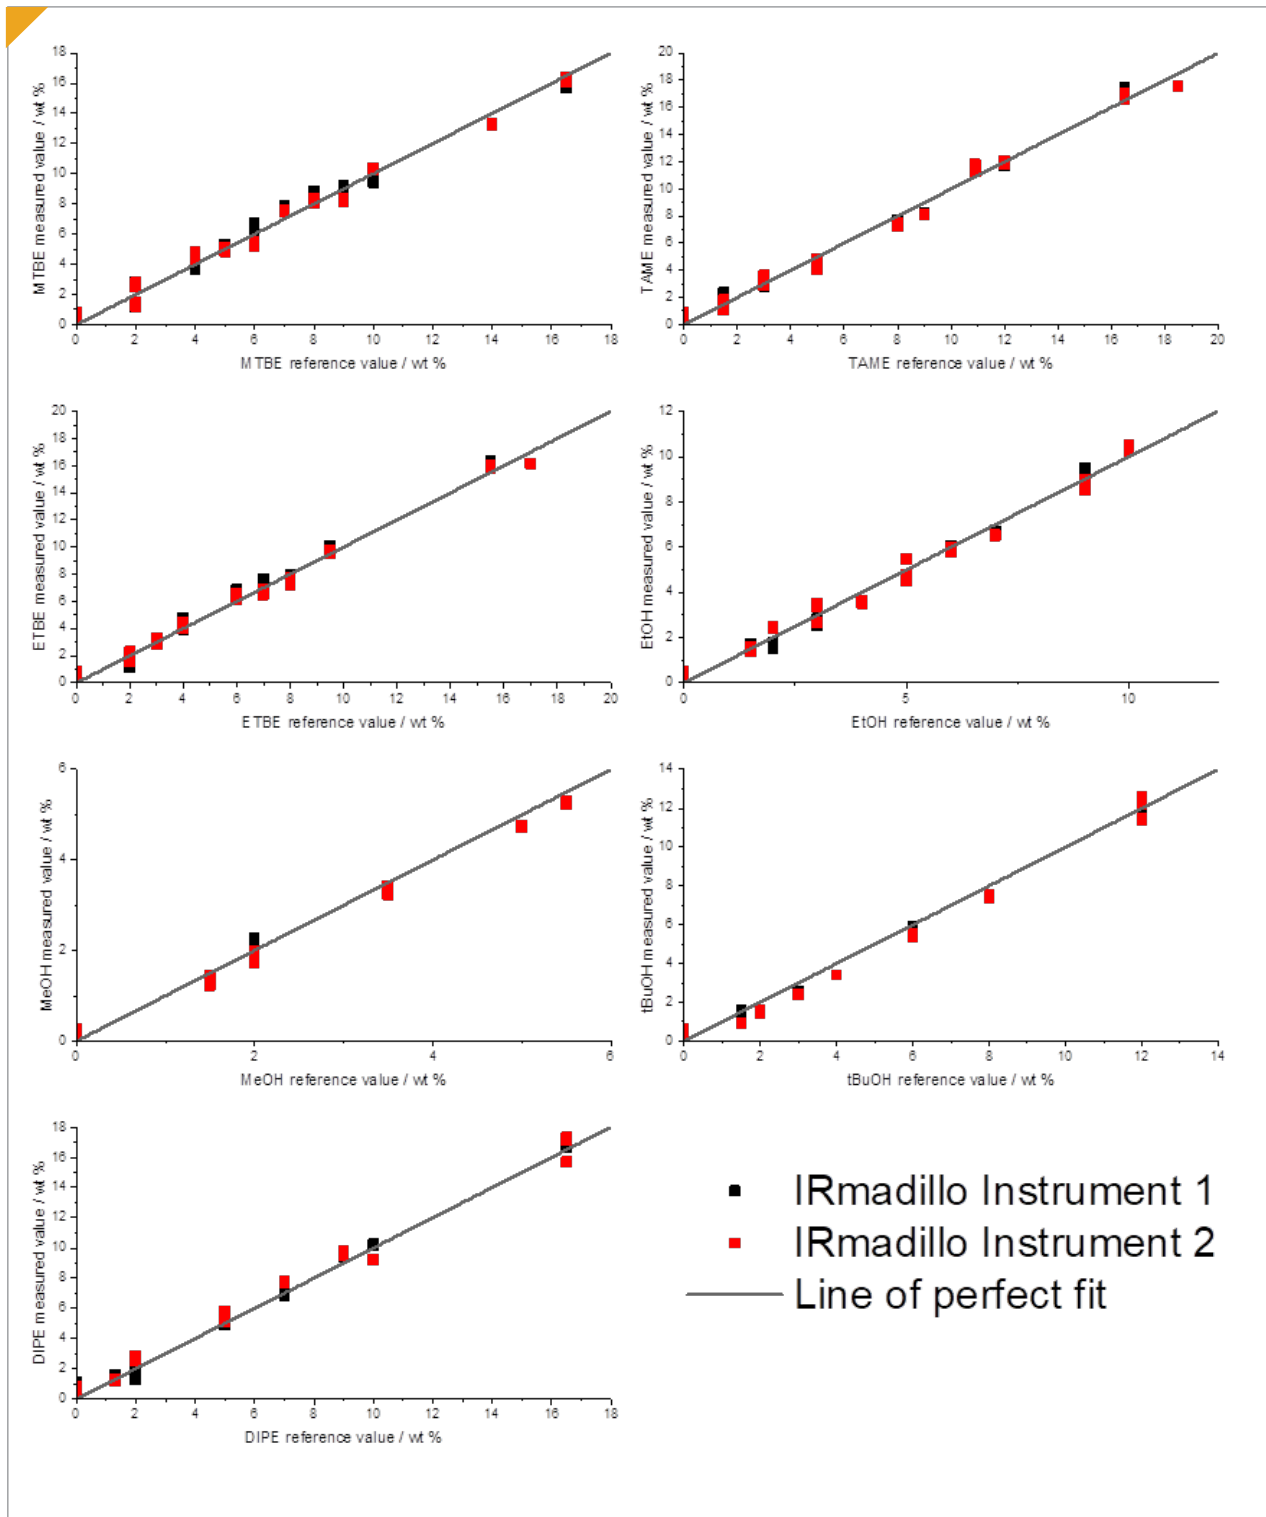 18
16
14
12
10
8
6
4
2
0
MTBE measured value / wt %
0 2 4 6 8 10 12 14 16 18
MTBE reference value / wt %
20
18
16
14
12
10
8
6
4
2
0
TAME measured value / wt %
0 2 4 6 8 10 12 14 16 18 20
TAME reference value / wt %
20
18
16
14
12
10
8
6
4
2
0
ETBE measured value / wt %
0 2 4 6 8 10 12 14 16 18 20
ETBE reference value / wt %
12
10
8
6
4
2
0
EtOH measured value / wt %
0 5 10
EtOH reference value / wt %
6
4
2
0
MeOH measured value / wt %
0 2 4 6
MeOH reference value / wt %
14
12
10
8
6
4
2
0
tBuOH measured value / wt %
0 2 4 6 8 10 12 14
tBuOH reference value / wt %
18
16
14
12
10
8
6
4
2
0
DIPE measured value / wt %
0 2 4 6 8 10 12 14 16 18
DIPE reference value / wt %
IRmadillo Instrument 1
IRmadillo Instrument 2
Line of perfect fit